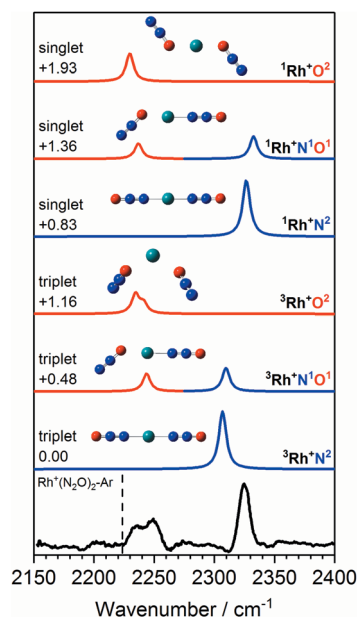 singlet
+1.93
¹Rh⁺O²
singlet
+1.36
¹Rh⁺N¹O¹
singlet
+0.83
¹Rh⁺N²
triplet
+1.16
³Rh⁺O²
triplet
+0.48
³Rh⁺N¹O¹
triplet
0.00
³Rh⁺N²
Rh⁺(N₂O)₂-Ar
2150 2200 2250 2300 2350 2400
Wavenumber / cm⁻¹